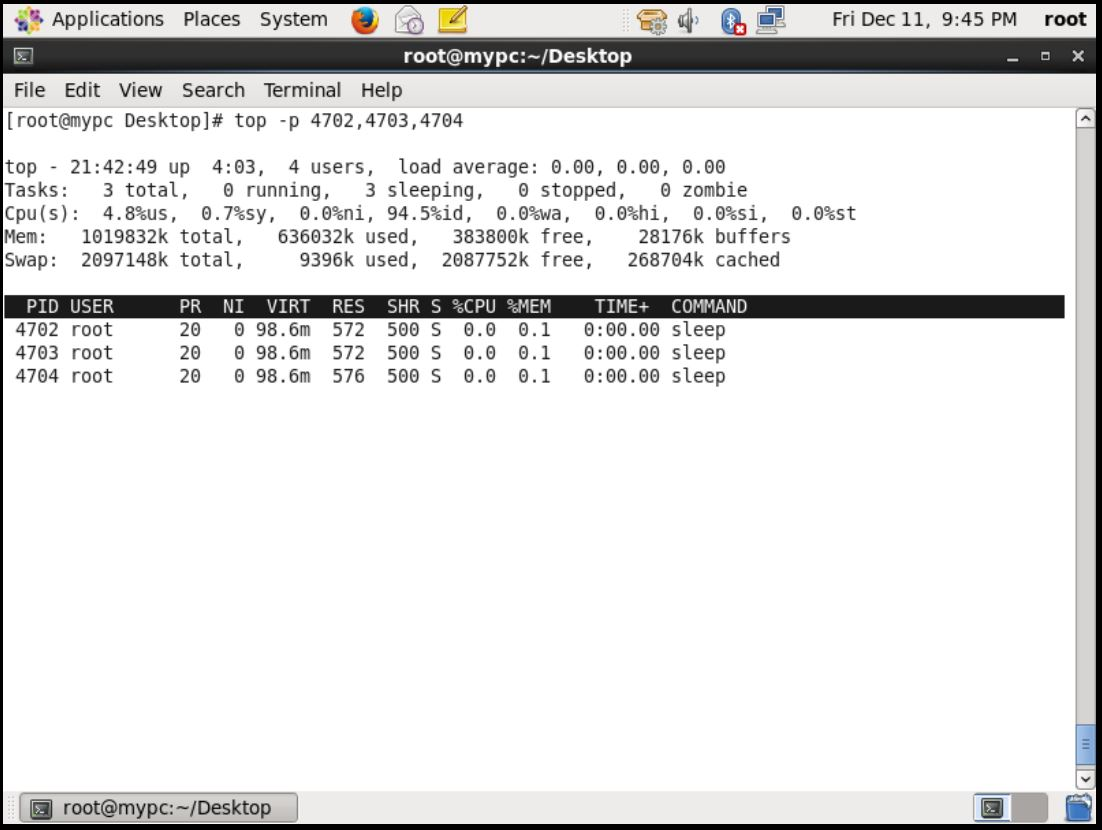 Applications Places System Fri Dec 11, 9:45 PM root
root@mypc:~/Desktop
File Edit View Search Terminal Help
[root@mypc Desktop]# top -p 4702,4703,4704
top - 21:42:49 up  4:03,  4 users,  load average: 0.00, 0.00, 0.00
Tasks:   3 total,   0 running,   3 sleeping,   0 stopped,   0 zombie
Cpu(s):  4.8%us,  0.7%sy,  0.0%ni, 94.5%id,  0.0%wa,  0.0%hi,  0.0%si,  0.0%st
Mem:   1019832k total,   636032k used,   383800k free,    28176k buffers
Swap:  2097148k total,     9396k used,  2087752k free,   268704k cached
  PID USER      PR  NI  VIRT  RES  SHR S %CPU %MEM    TIME+  COMMAND
 4702 root      20   0 98.6m  572  500 S  0.0  0.1   0:00.00 sleep
 4703 root      20   0 98.6m  572  500 S  0.0  0.1   0:00.00 sleep
 4704 root      20   0 98.6m  576  500 S  0.0  0.1   0:00.00 sleep
root@mypc:~/Desktop